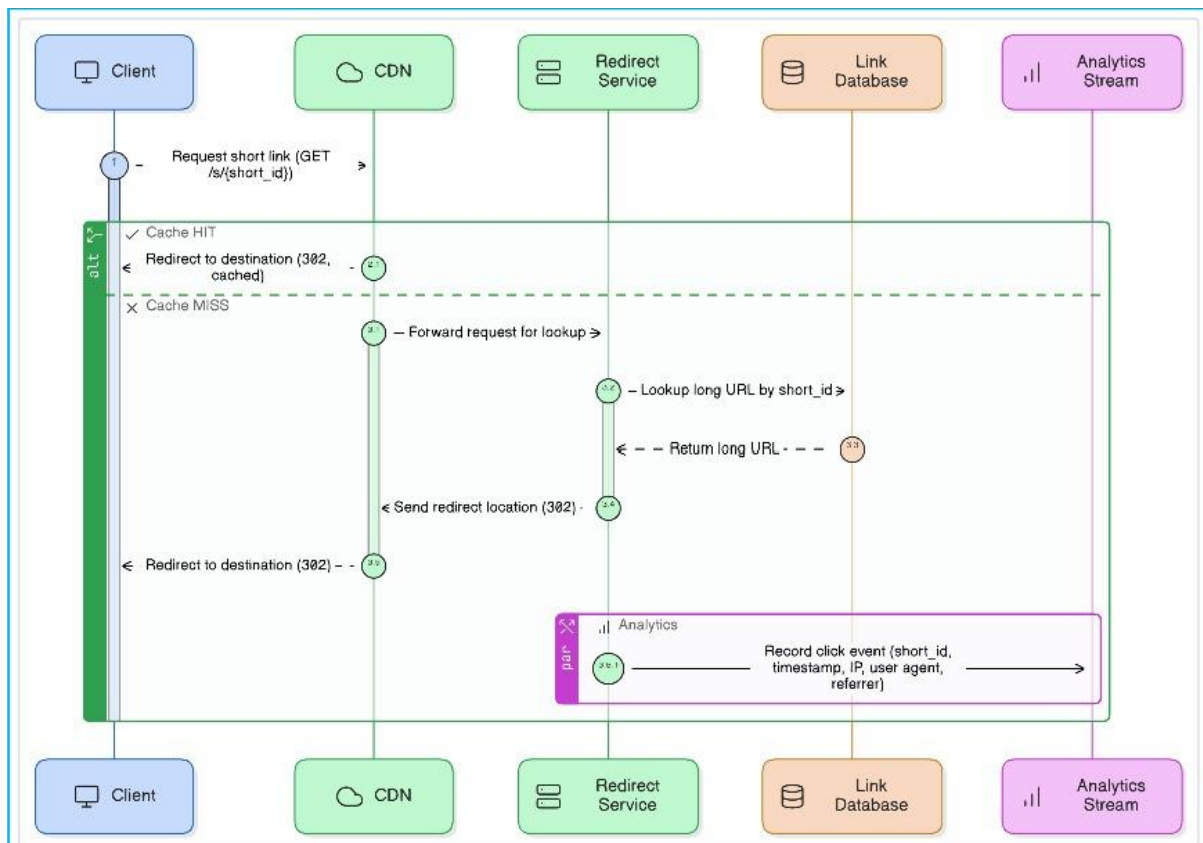 Client
CDN
Redirect
Service
Link
Database
Analytics
Stream
1
Request short link (GET
/s/{short_id})
alt
Cache HIT
Redirect to destination (302,
cached)
2.1
Cache MISS
3.1
Forward request for lookup
3.2
Lookup long URL by short_id
Return long URL
3.3
Send redirect location (302)
3.4
Redirect to destination (302)
3.5
par
Analytics
3.6.1
Record click event (short_id,
timestamp, IP, user agent,
referrer)
Client
CDN
Redirect
Service
Link
Database
Analytics
Stream